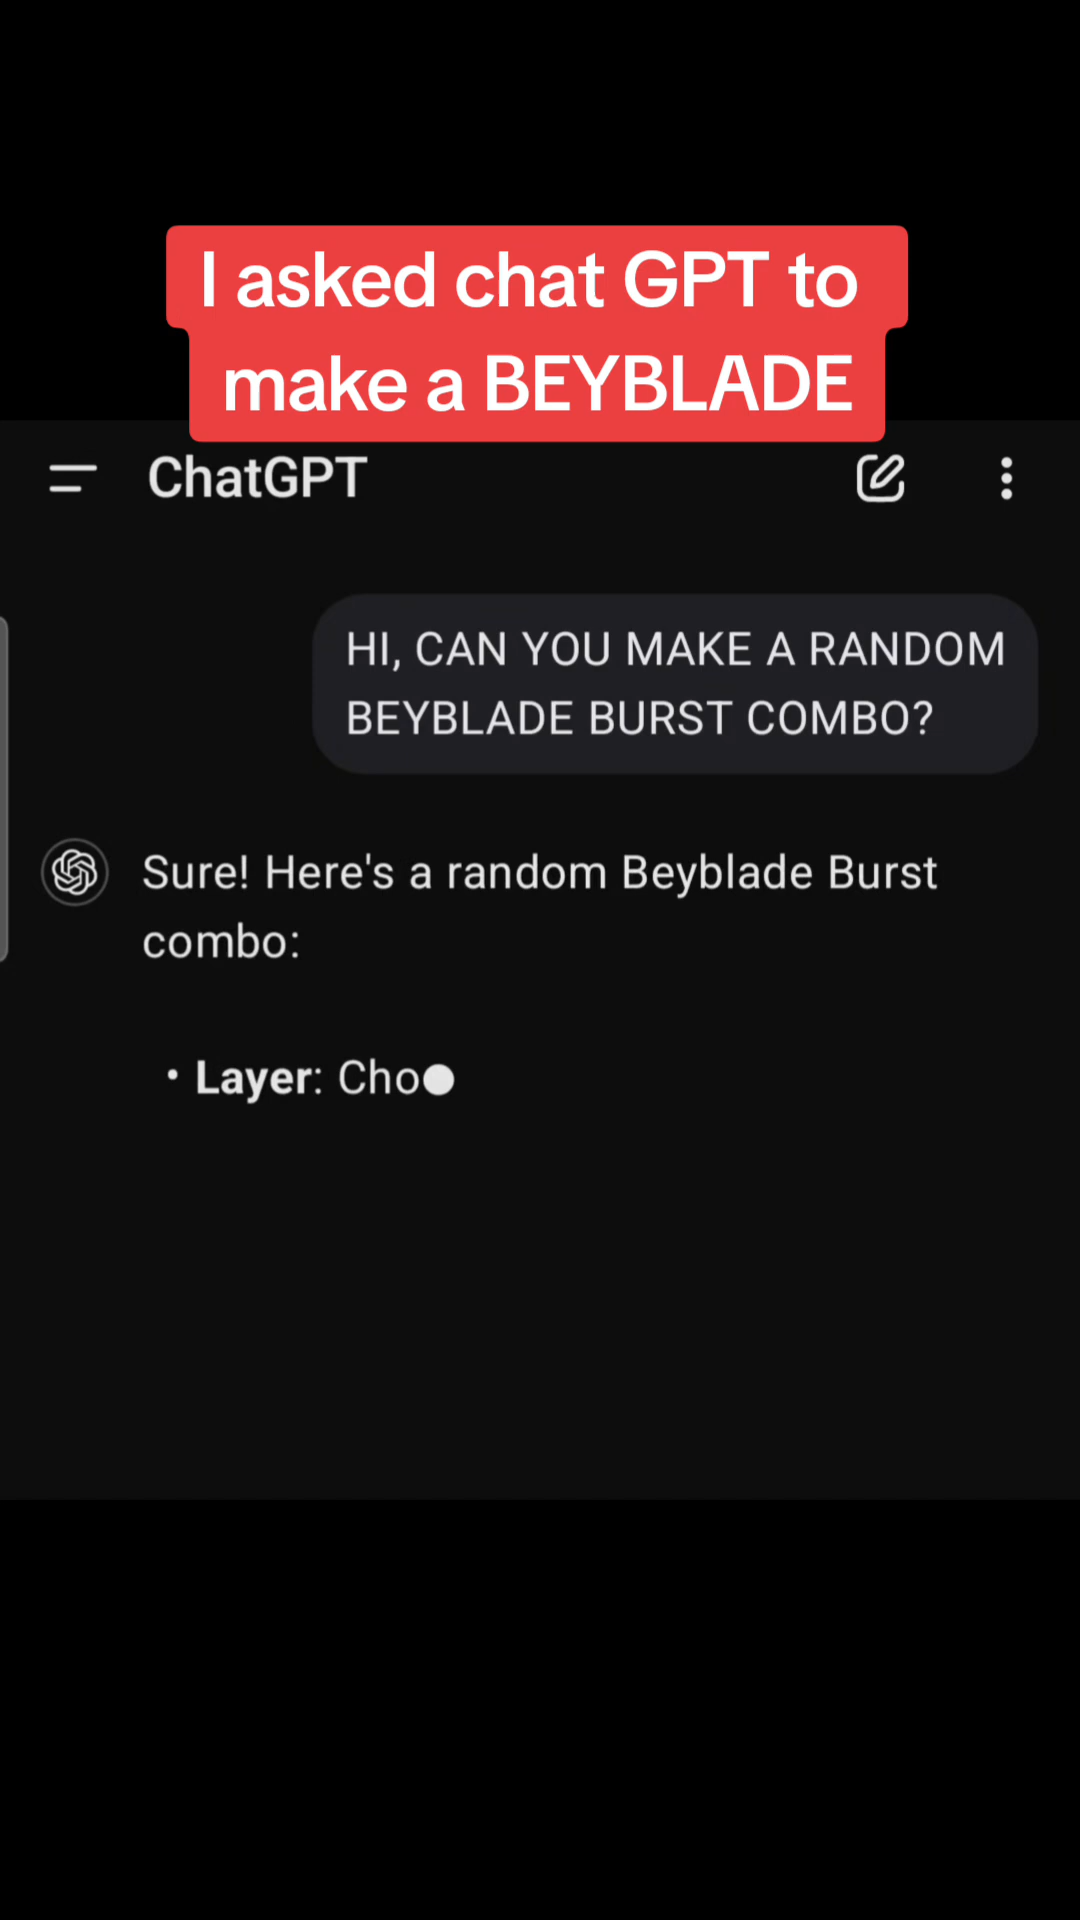 I asked chat GPT to
make a BEYBLADE
ChatGPT
HI, CAN YOU MAKE A RANDOM
BEYBLADE BURST COMBO?
Sure! Here's a random Beyblade Burst
combo:
• Layer: Cho